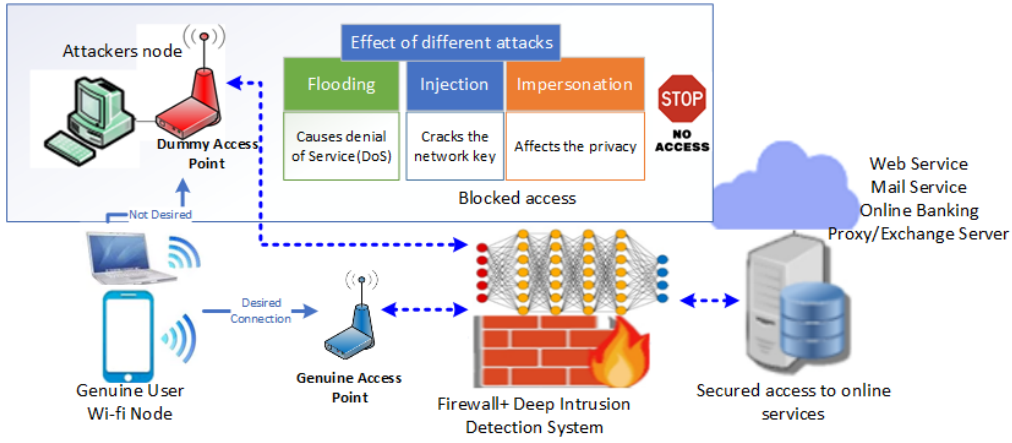 Attackers node
Dummy Access
Point
Effect of different attacks
Flooding
Injection
Impersonation
Causes denial
of Service(DoS)
Cracks the
network key
Affects the privacy
STOP
NO
ACCESS
Blocked access
Not Desired
Web Service
Mail Service
Online Banking
Proxy/Exchange Server
Desired
Connection
Genuine User
Wi-fi Node
Genuine Access
Point
Firewall+ Deep Intrusion
Detection System
Secured access to online
services